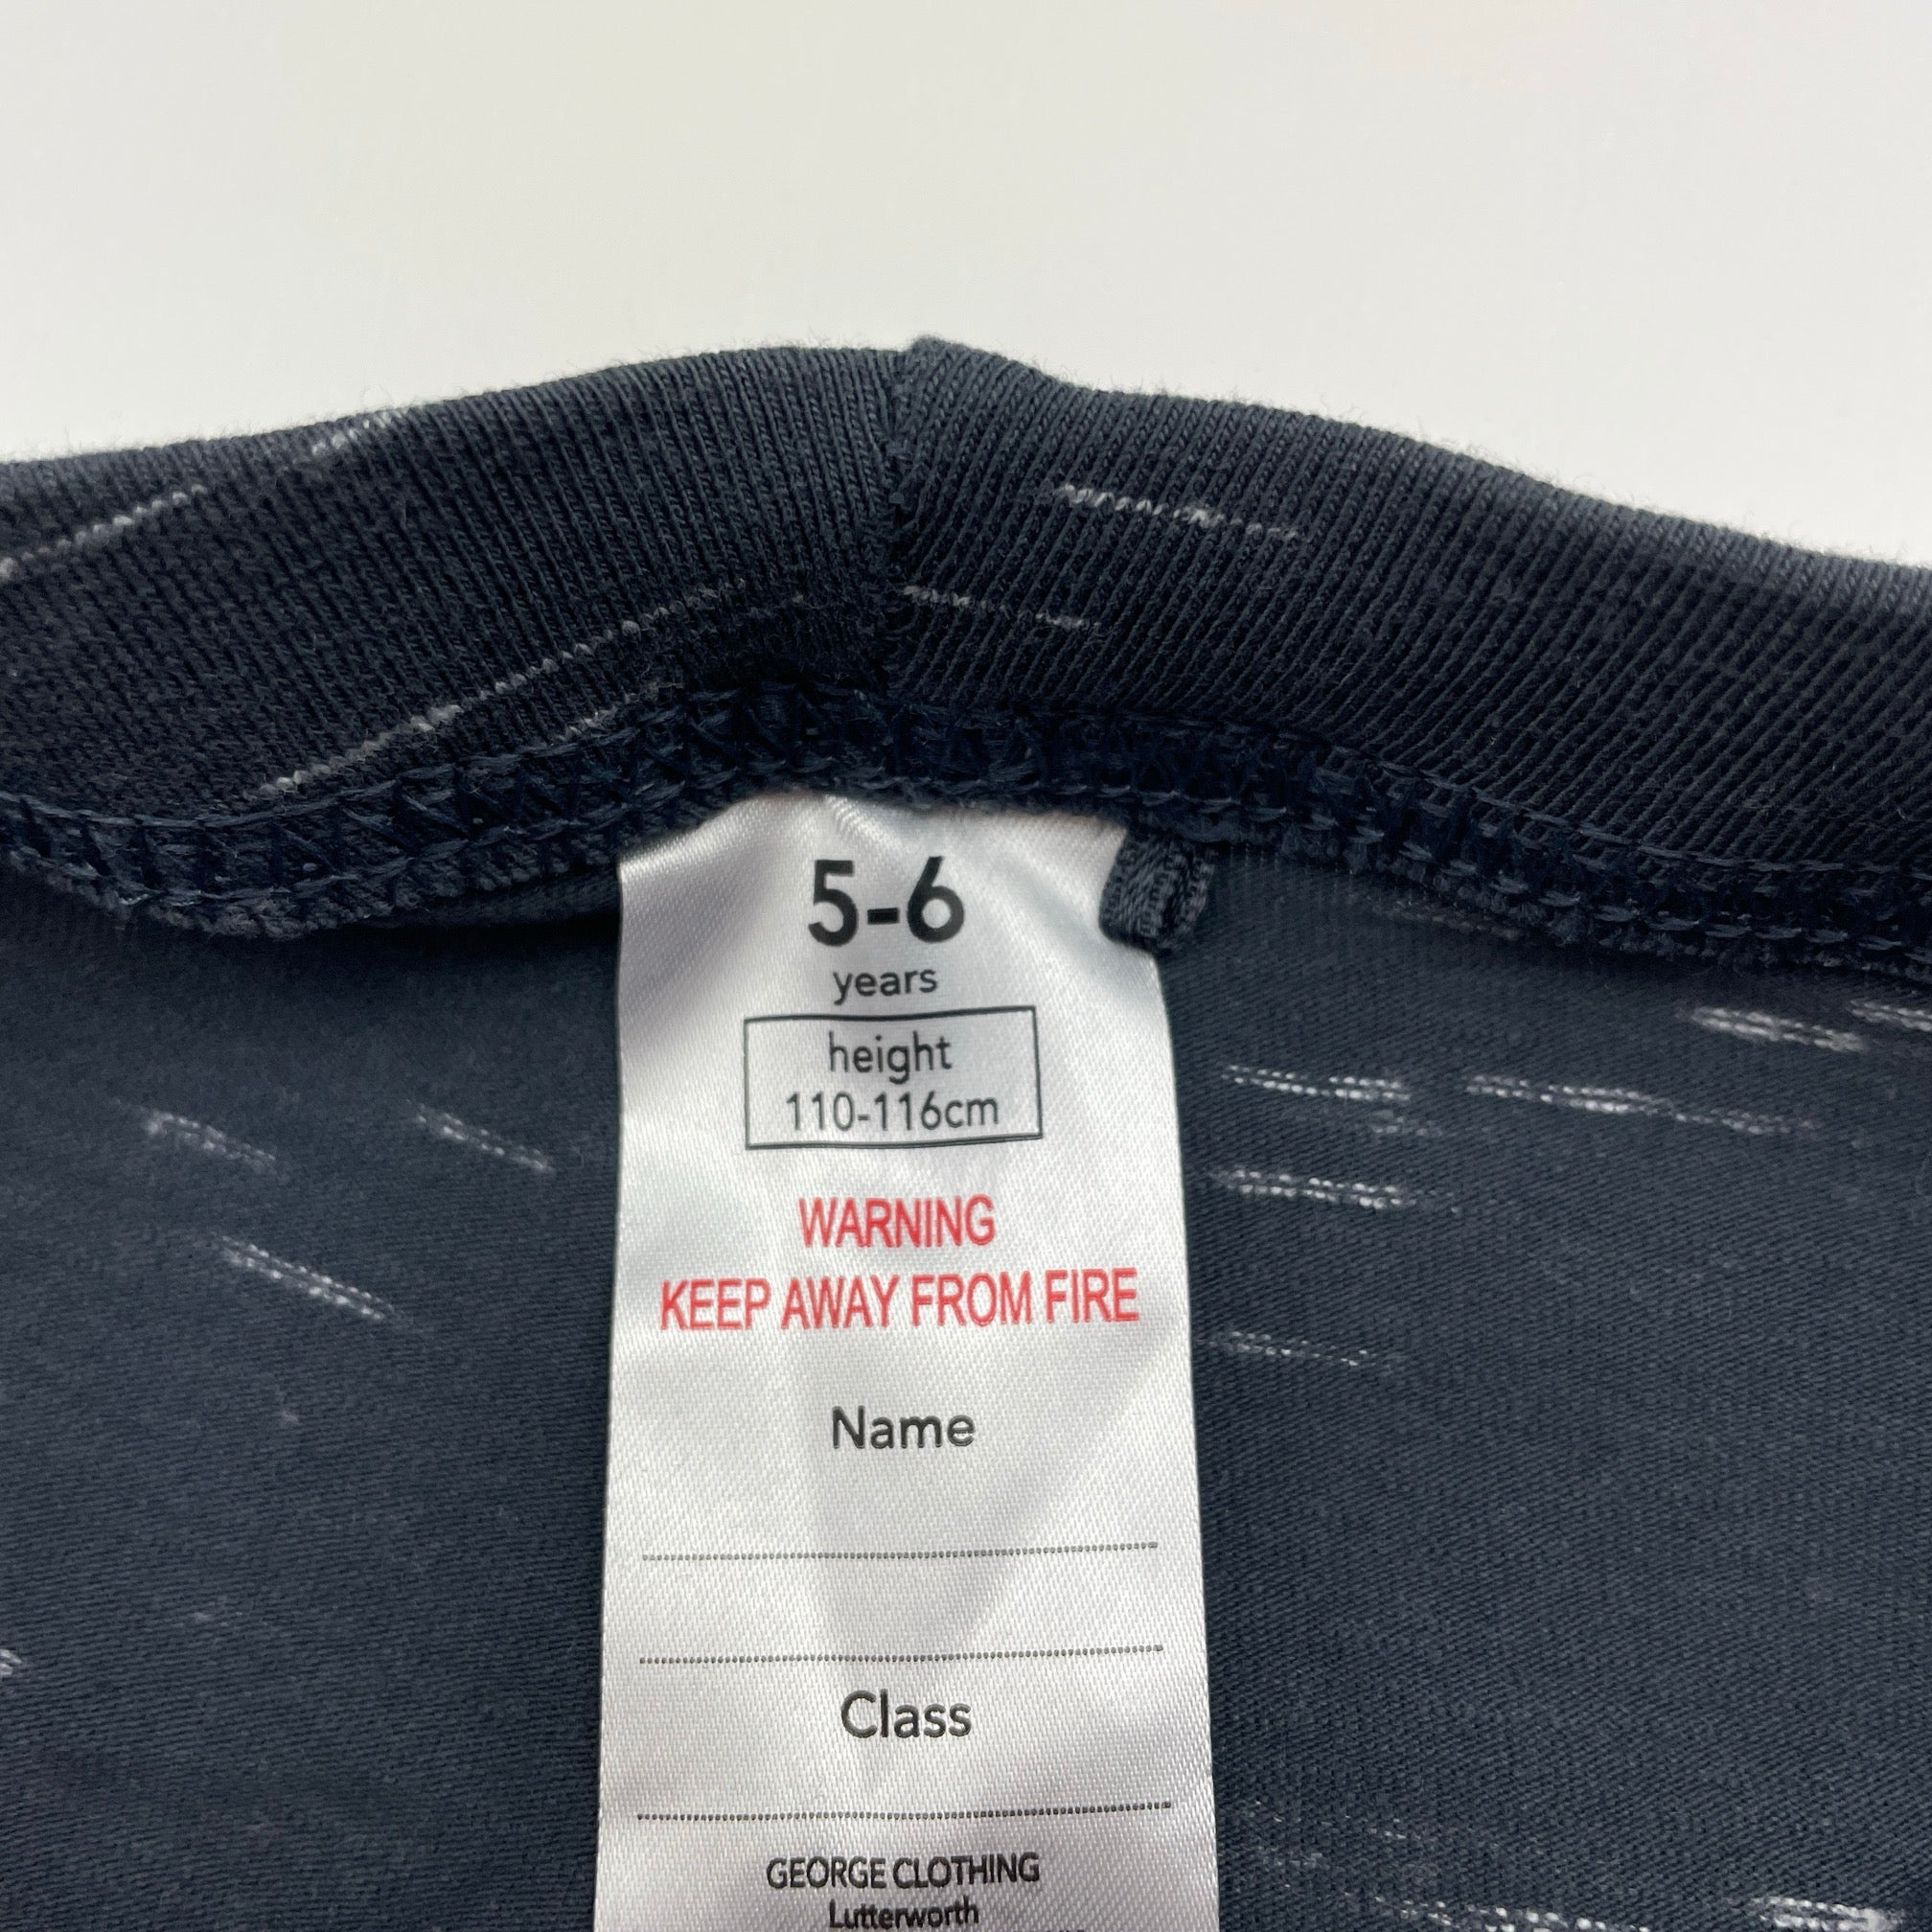 5-6
years
height
110-116cm
WARNING
KEEP AWAY FROM FIRE
Name
Class
GEORGE CLOTHING
Lutterworth